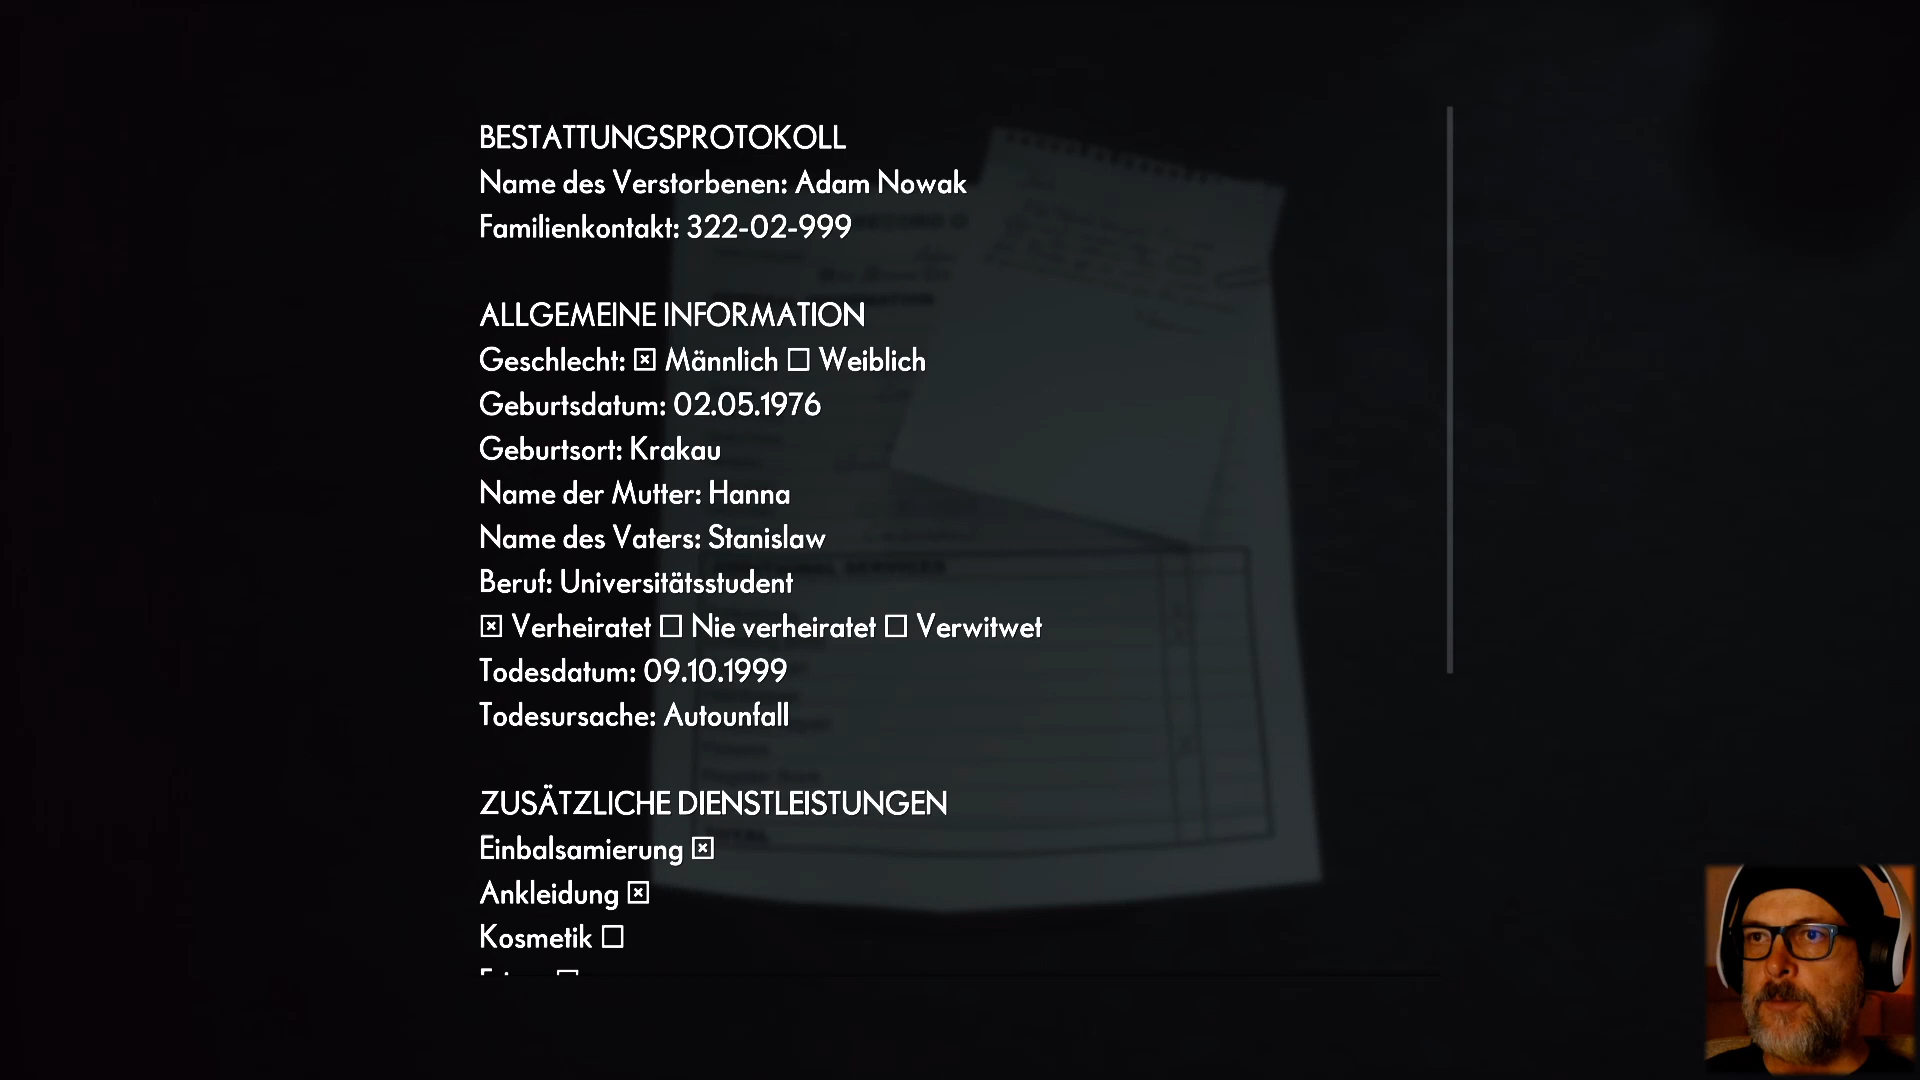 BESTATTUNGSPROTOKOLL
Name des Verstorbenen: Adam Nowak
Familienkontakt: 322-02-999
ALLGEMEINE INFORMATION
Geschlecht: ☒ Männlich ☐ Weiblich
Geburtsdatum: 02.05.1976
Geburtsort: Krakau
Name der Mutter: Hanna
Name des Vaters: Stanislaw
Beruf: Universitätsstudent
☒ Verheiratet ☐ Nie verheiratet ☐ Verwitwet
Todesdatum: 09.10.1999
Todesursache: Autounfall
ZUSÄTZLICHE DIENSTLEISTUNGEN
Einbalsamierung ☒
Ankleidung ☒
Kosmetik ☐